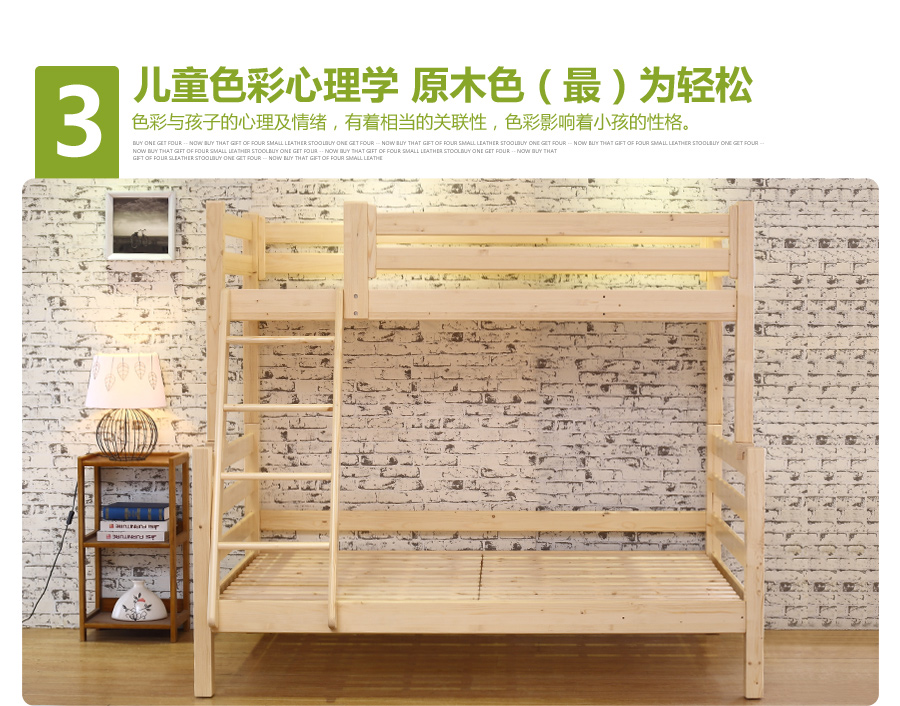 3
儿童色彩心理学 原木色（最）为轻松
色彩与孩子的心理及情绪，有着相当的关联性，色彩影响着小孩的性格。
BUY ONE GET FOUR -- NOW BUY THAT GIFT OF FOUR SMALL LEATHER STOOLBUY ONE GET FOUR -- NOW BUY THAT GIFT OF FOUR SMALL LEATHER STOOLBUY ONE GET FOUR -- NOW BUY THAT GIFT OF FOUR SMALL LEATHER STOOLBUY ONE GET FOUR --
NOW BUY THAT GIFT OF FOUR SMALL LEATHER STOOLBUY ONE GET FOUR -- NOW BUY THAT GIFT OF FOUR SMALL LEATHER STOOLBUY ONE GET FOUR -- NOW BUY THAT
GIFT OF FOUR SLEATHER STOOLBUY ONE GET FOUR -- NOW BUY THAT GIFT OF FOUR SMALL LEATHE